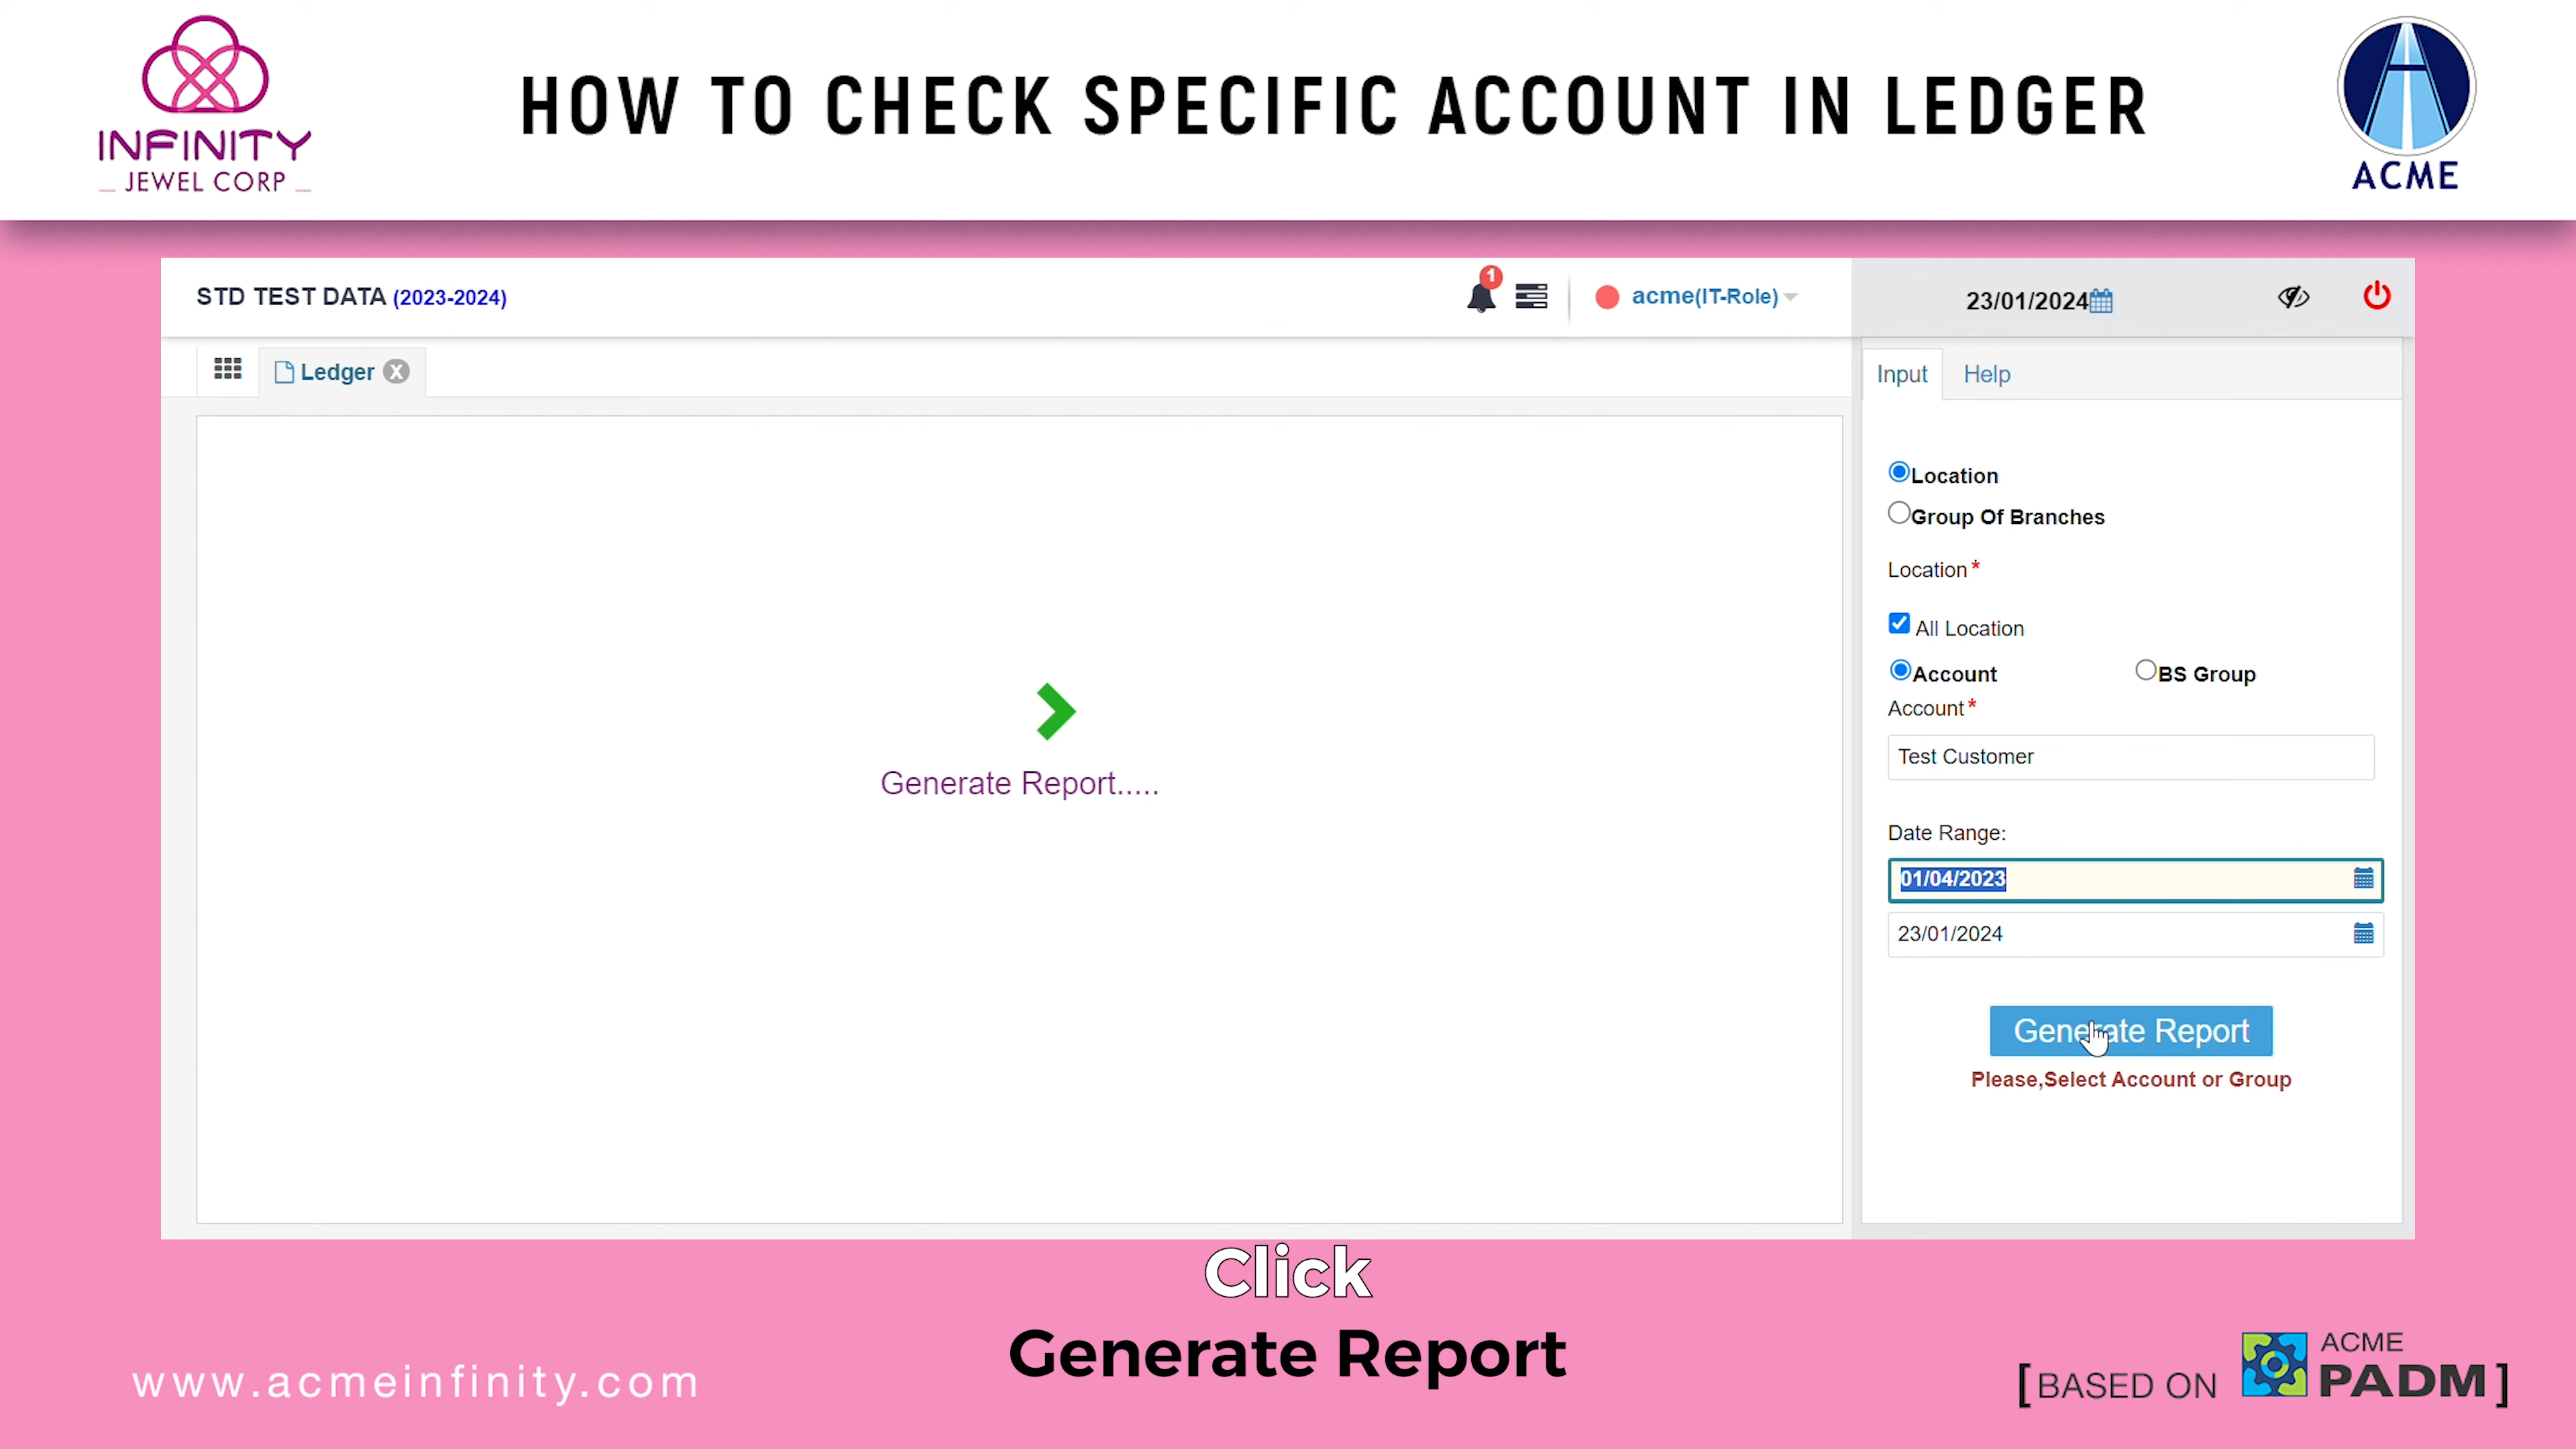 INFINITY
JEWEL CORP
HOW TO CHECK SPECIFIC ACCOUNT IN LEDGER
ACME
STD TEST DATA (2023-2024)
1
acme(IT-Role)
23/01/2024
Ledger X
Input
Help
Location
Group Of Branches
Location*
All Location
Account
BS Group
Account*
Test Customer
Date Range:
01/04/2023
23/01/2024
Generate Report
Please,Select Account or Group
Generate Report.....
Click
Generate Report
www.acmeinfinity.com
[BASED ON ACME PADM]